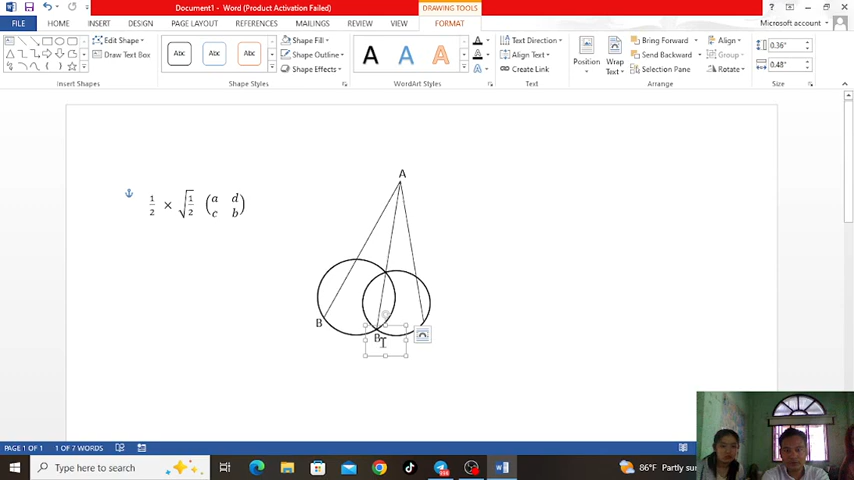 Document1 - Word (Product Activation Failed)
DRAWING TOOLS
FILE HOME INSERT DESIGN PAGE LAYOUT REFERENCES MAILINGS REVIEW VIEW FORMAT
Microsoft account
Edit Shape
Draw Text Box
Insert Shapes
Abc Abc Abc
Shape Fill
Shape Outline
Shape Effects
Shape Styles
A A A
WordArt Styles
Text Direction
Align Text
Create Link
Text
Position
Wrap
Text
Bring Forward
Send Backward
Selection Pane
Align
Group
Rotate
Arrange
0.36"
0.48"
Size
A
1/2 × √1/2 (a d
c b)
B
B
PAGE 1 OF 1 1 OF 7 WORDS
Type here to search
86°F Partly sun